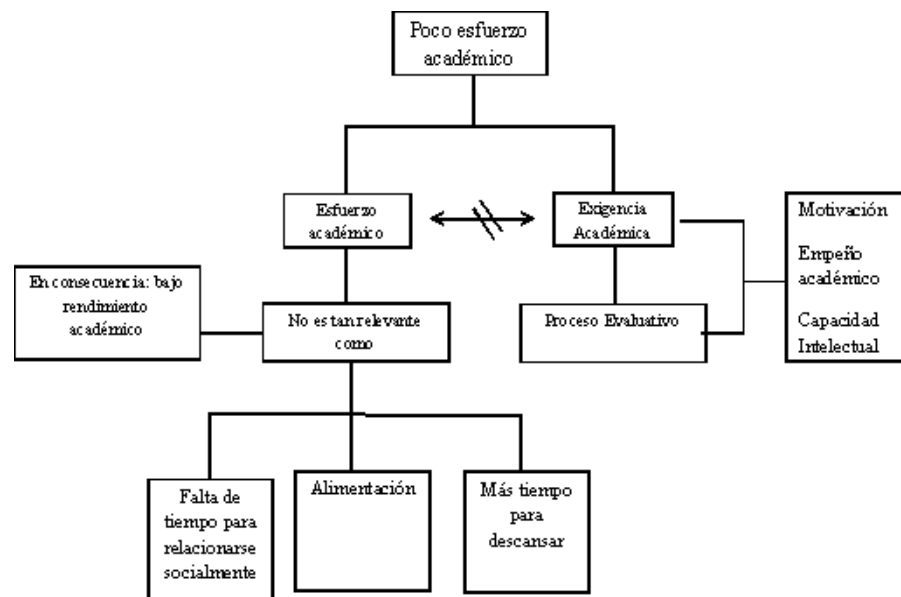 Poco esfuerzo
académico
Esfuerzo
académico
Exigencia
Académica
Motivación
Empeño
académico
Capacidad
Intelectual
En consecuencia: bajo
rendimiento
académico
No es tan relevante
como
Proceso Evaluativo
Falta de
tiempo para
relacionarse
socialmente
Alimentación
Más tiempo
para
descansar